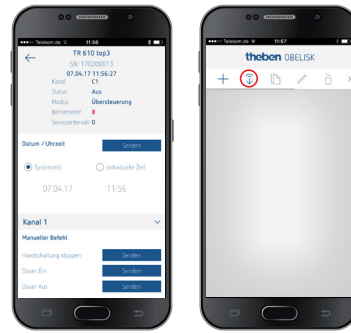 Telekom.de
11:56
TR 610 top3
SN: 170200013
07.04.17 11:56:27
Kanal C1
Status Aus
Modus Übersteuerung
Betriebszeit 8
Serviceintervall 0
Datum / Uhrzeit
Senden
Systemzeit
Individuelle Zeit
07.04.17
11:56
Kanal 1
Manueller Befehl
Handschaltung stoppen
Senden
Dauer Ein
Senden
Dauer Aus
Senden
Telekom.de
11:57
theben OBELISK